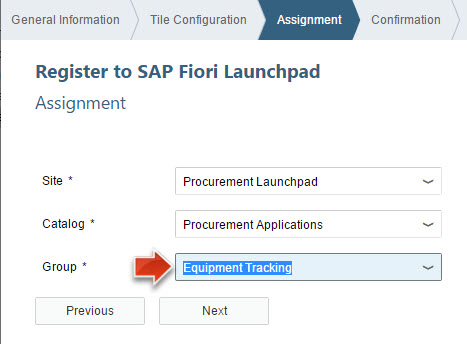 General Information Tile Configuration Assignment Confirmation
Register to SAP Fiori Launchpad
Assignment
Site * Procurement Launchpad
Catalog * Procurement Applications
Group * Equipment Tracking
Previous Next